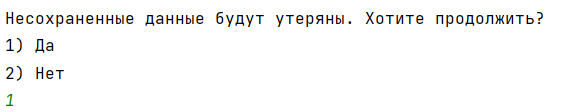 Несохраненные данные будут утеряны. Хотите продолжить?
1) Да
2) Нет
1